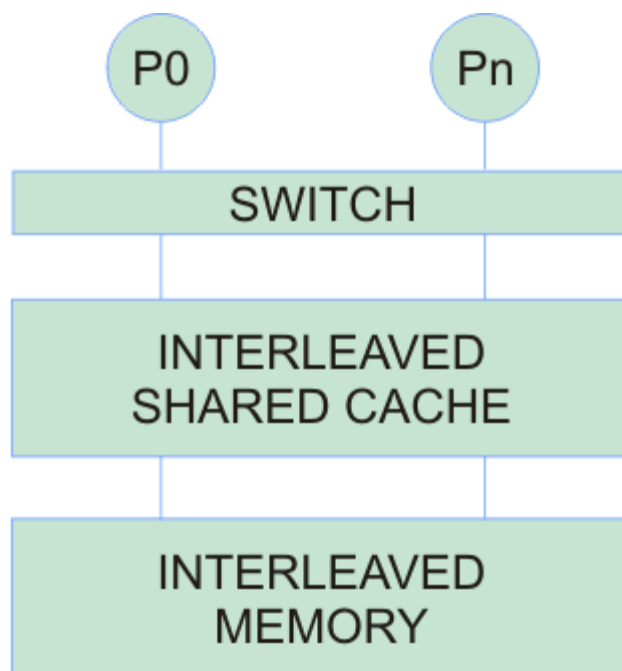 P0 Pn
SWITCH
INTERLEAVED
SHARED CACHE
INTERLEAVED
MEMORY